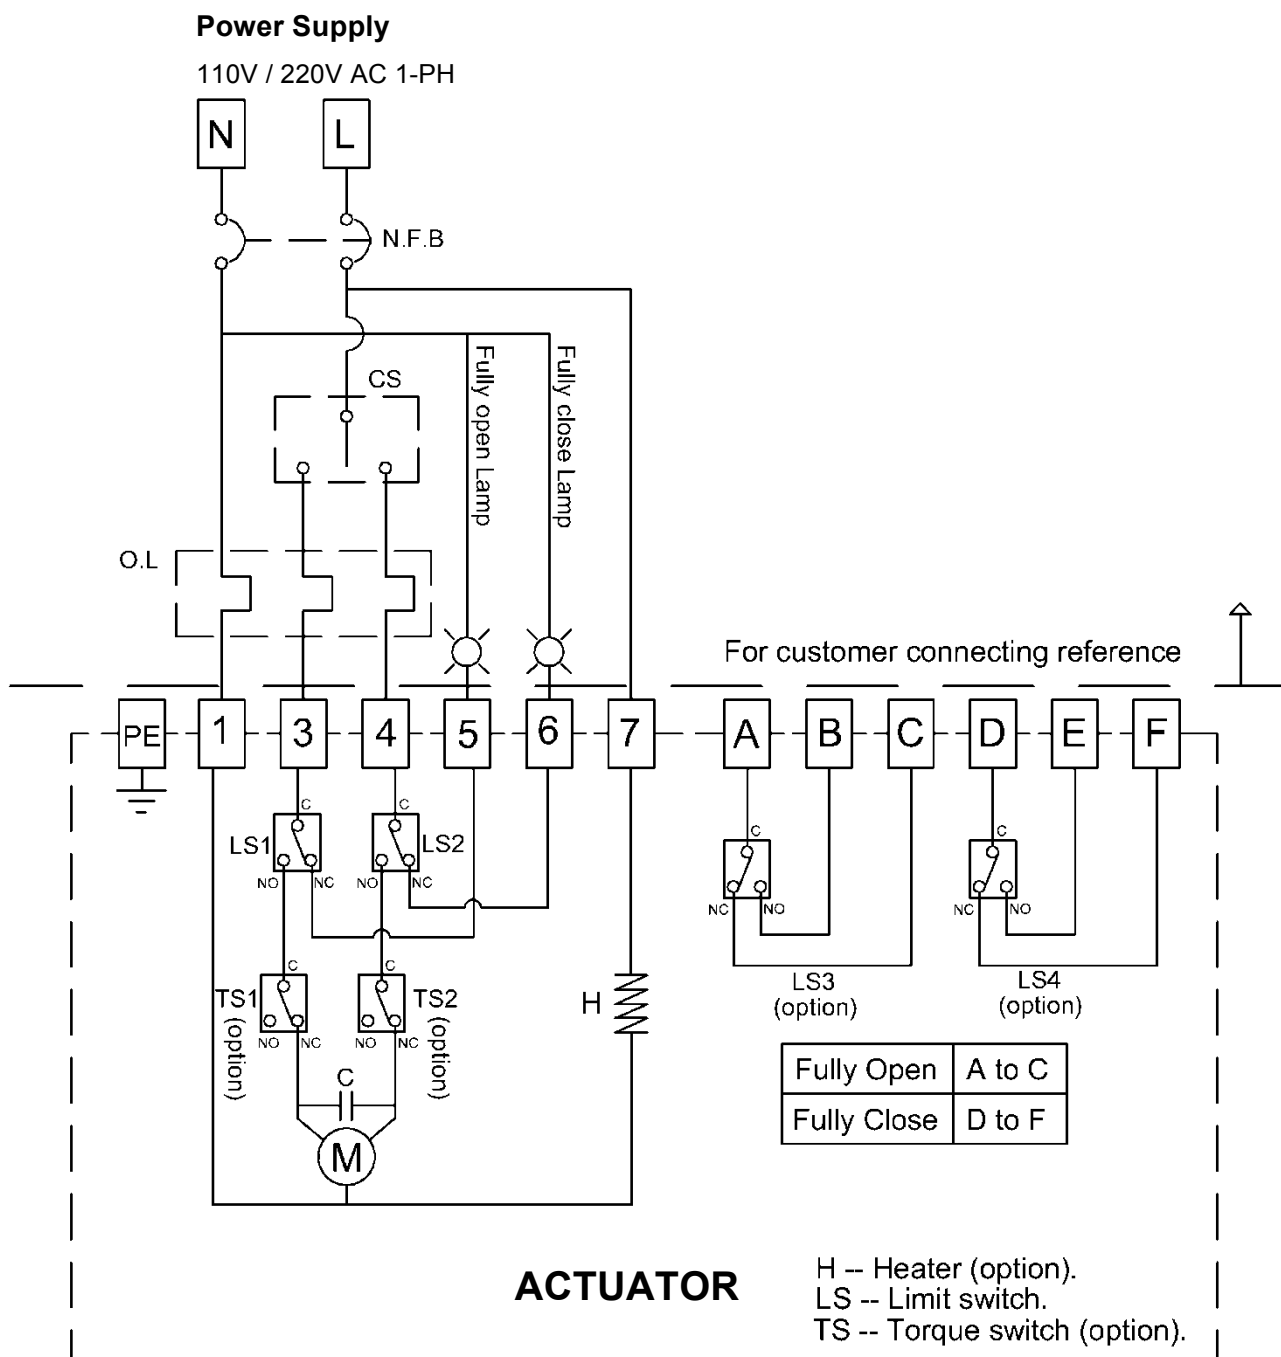 Power Supply
110V / 220V AC 1-PH
N L
N.F.B
CS
Fully open Lamp
Fully close Lamp
O.L
For customer connecting reference
PE 1 3 4 5 6 7 A B C D E F
C C
LS1 LS2
NO NC NO NC
C C
NC NO NC NO
LS3
(option)
LS4
(option)
C C
TS1
(option)
TS2
(option)
NO NC NO NC
H
C
M
Fully Open A to C
Fully Close D to F
ACTUATOR
H -- Heater (option).
LS -- Limit switch.
TS -- Torque switch (option).